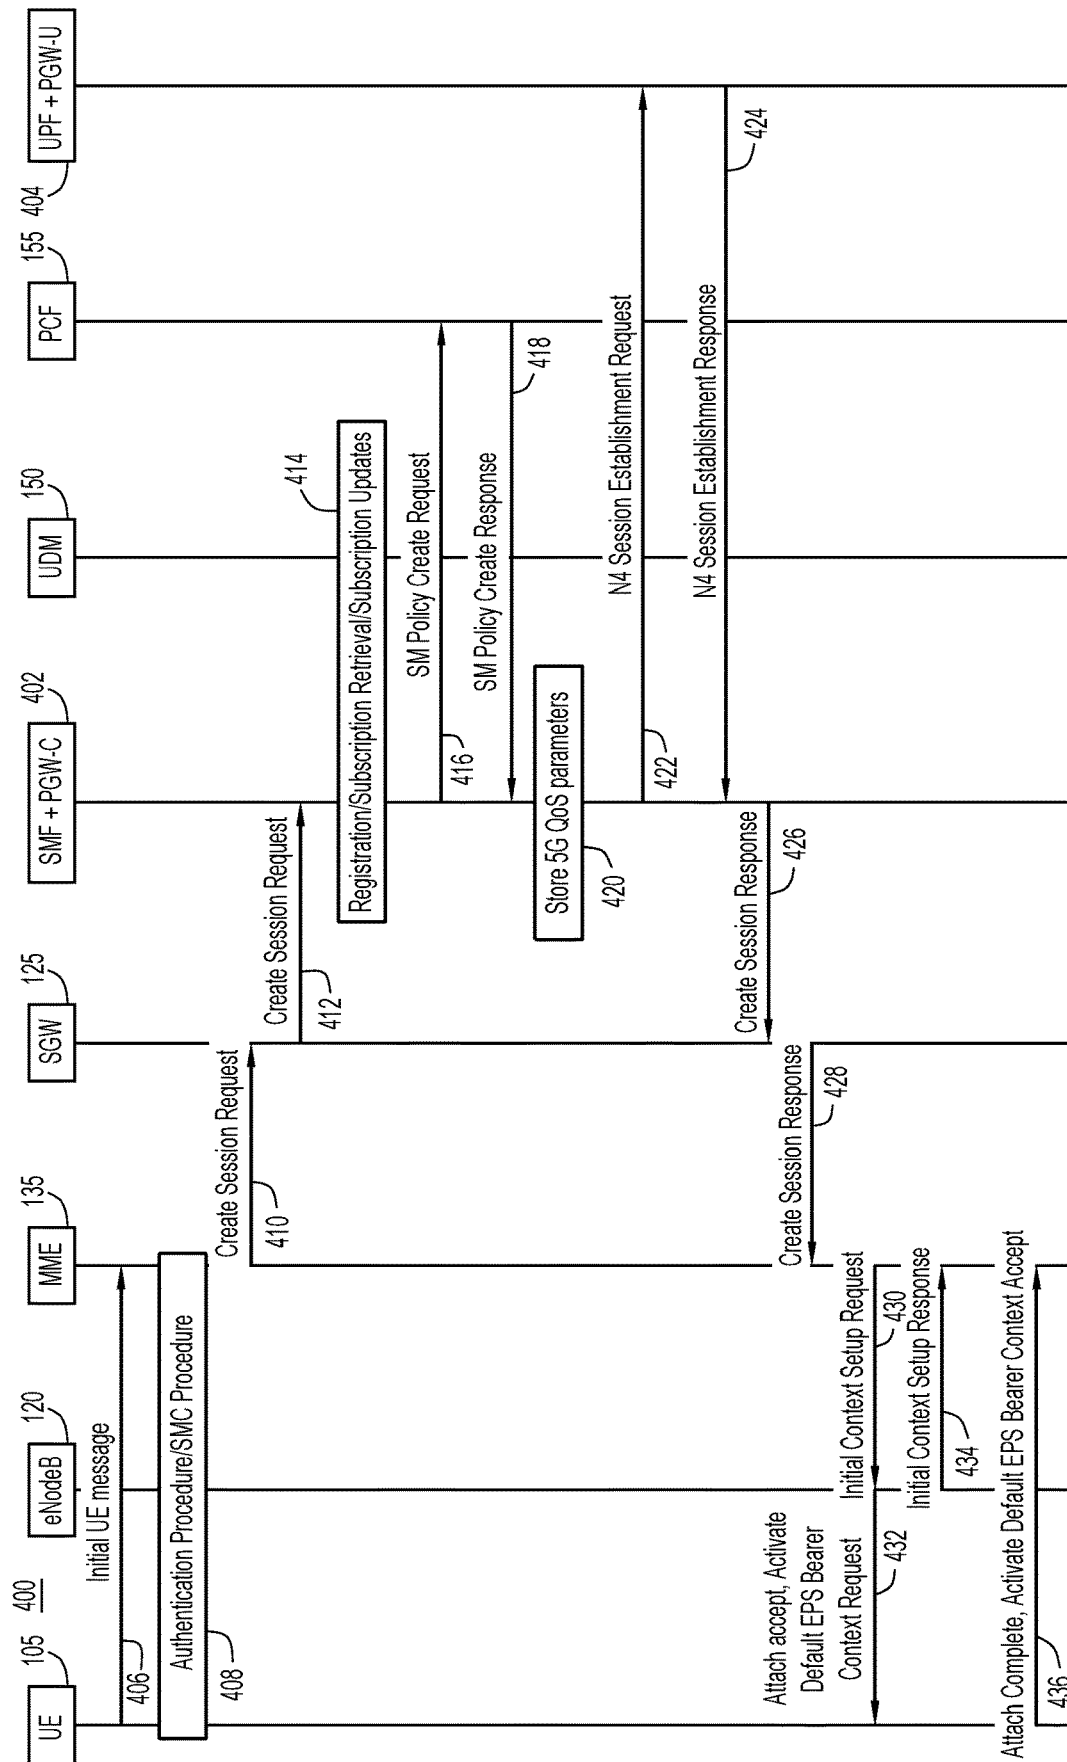 400
105
UE
120
eNodeB
135
MME
125
SGW
402
SMF + PGW-C
150
UDM
155
PCF
404
UPF + PGW-U
Initial UE message
406
Authentication Procedure/SMC Procedure
408
Create Session Request
410
Create Session Request
412
Registration/Subscription Retrieval/Subscription Updates
414
SM Policy Create Request
416
SM Policy Create Response
418
Store 5G QoS parameters
420
N4 Session Establishment Request
422
N4 Session Establishment Response
424
Create Session Response
426
Create Session Response
428
Initial Context Setup Request
430
Attach accept, Activate
Default EPS Bearer
Context Request
432
Initial Context Setup Response
434
Attach Complete, Activate Default EPS Bearer Context Accept
436